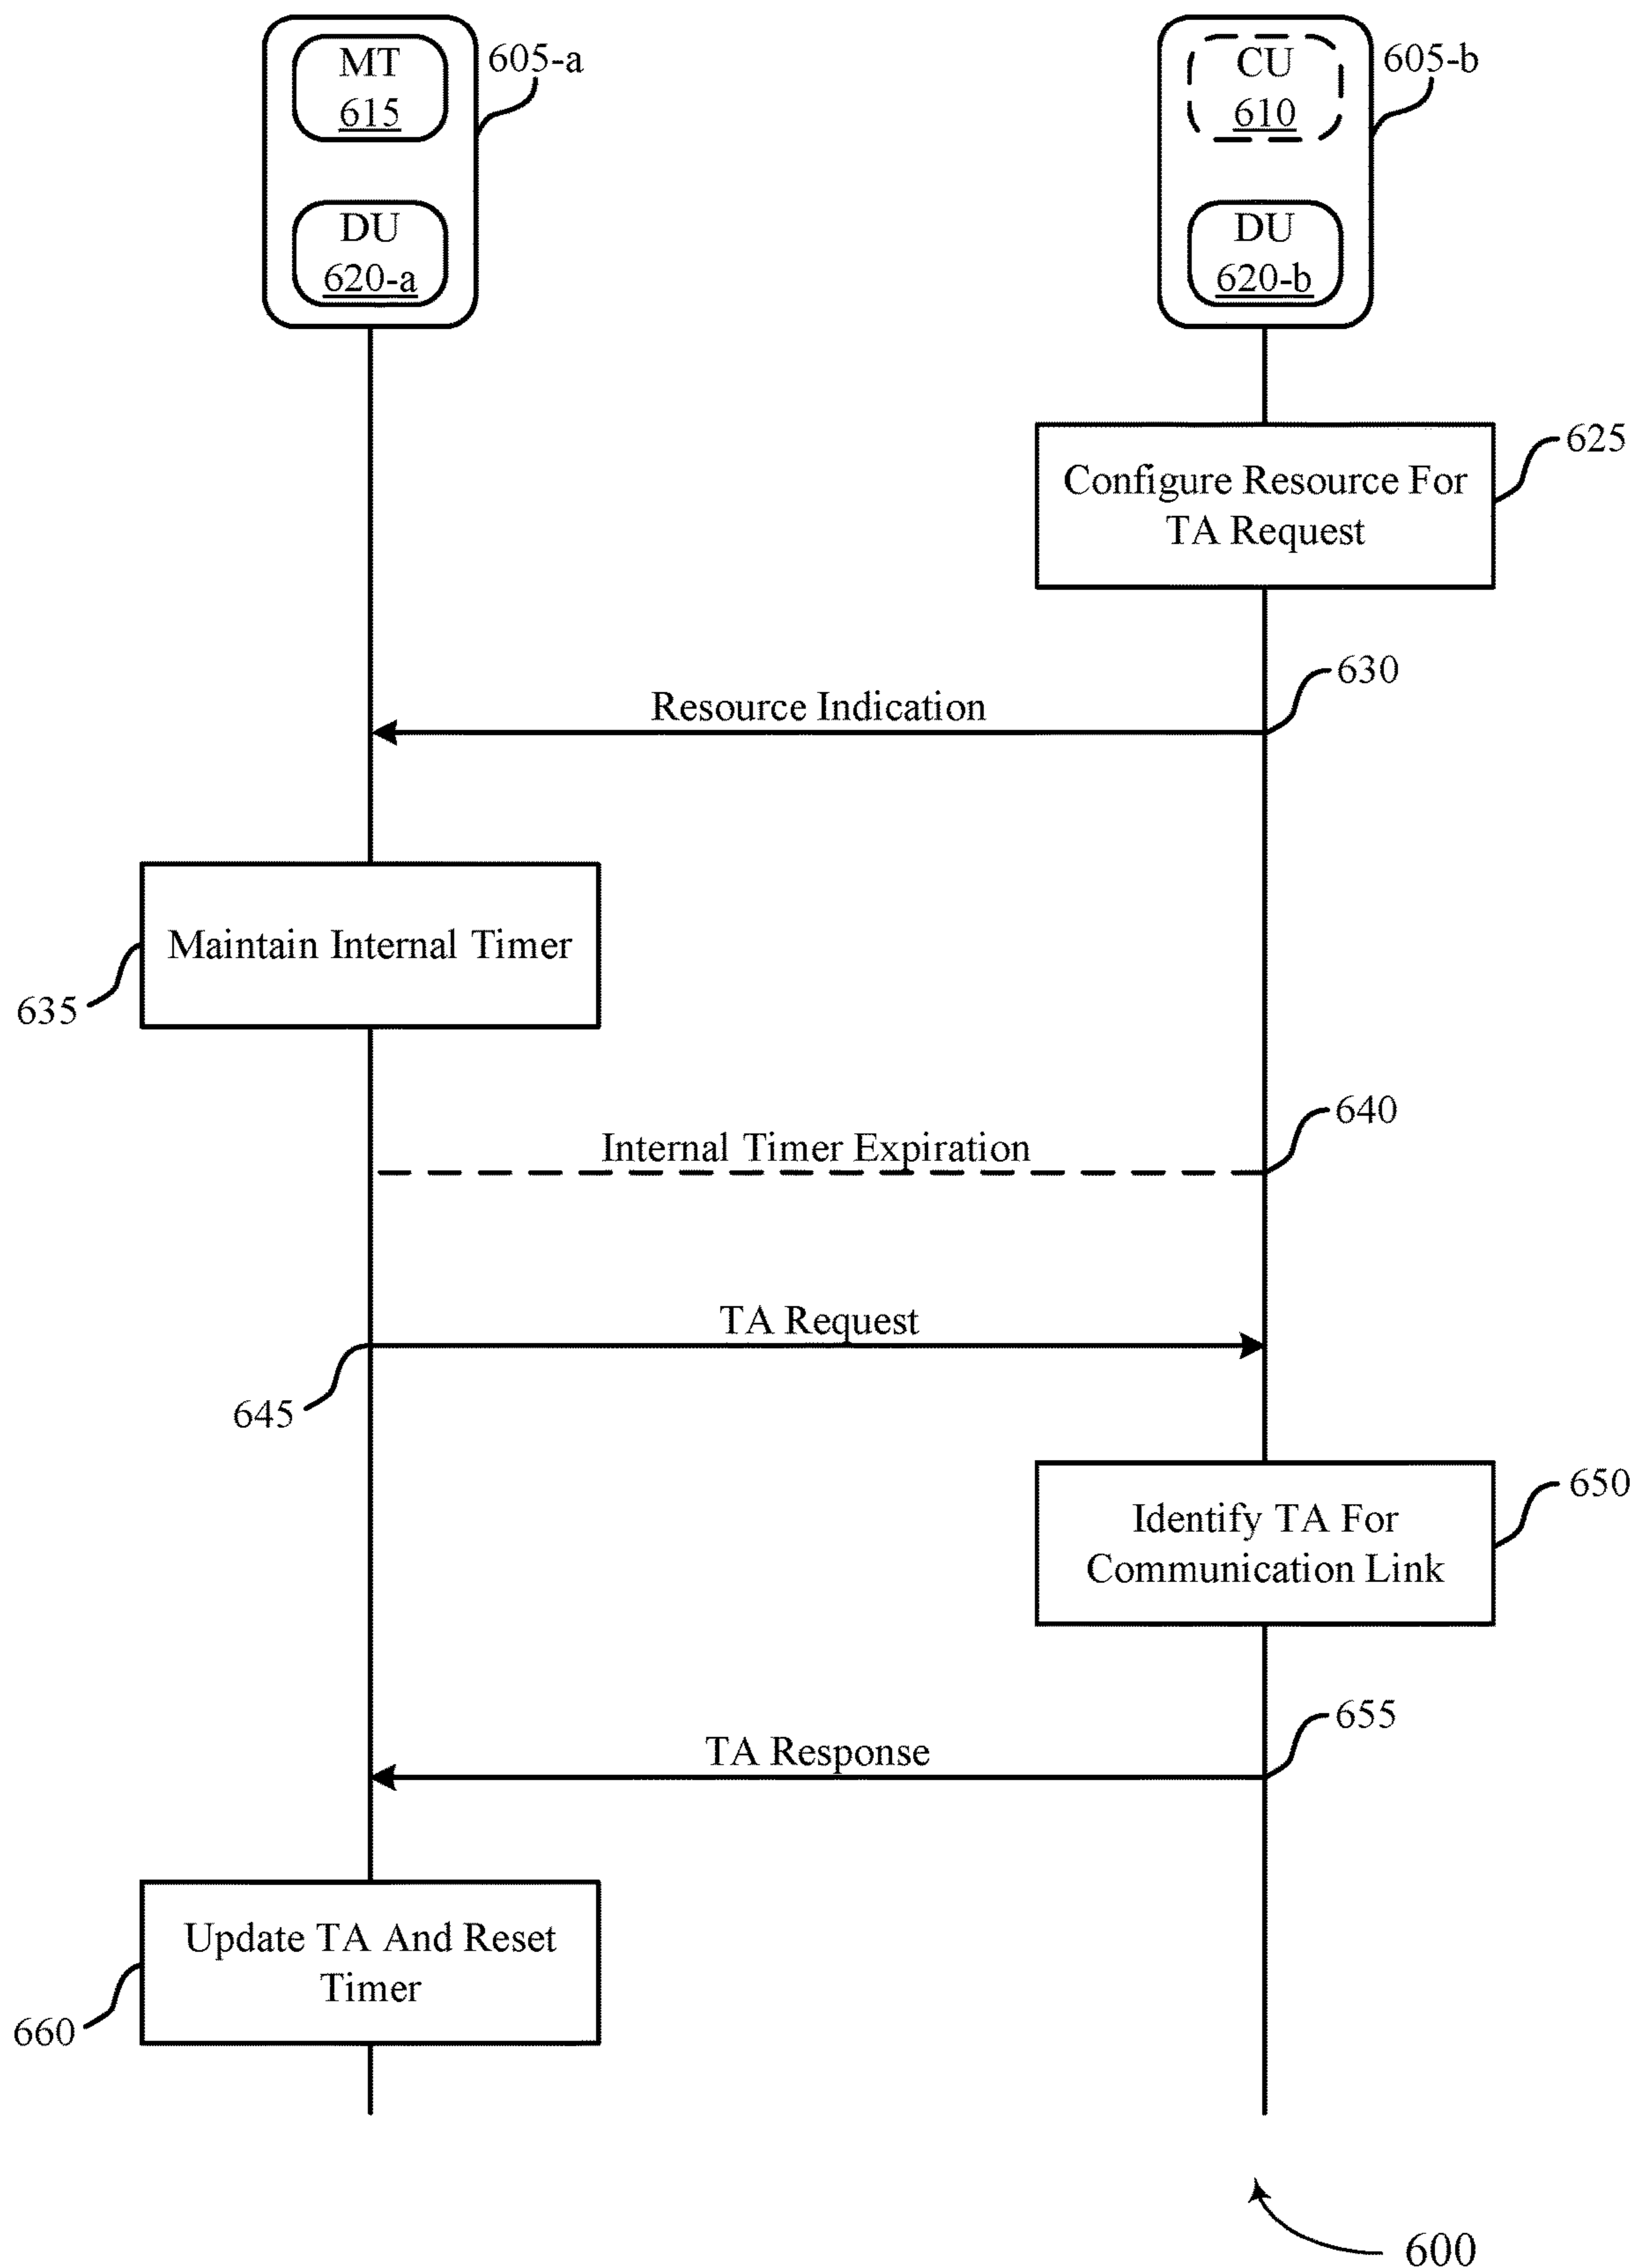 MT
615
605-a
CU
610
605-b
DU
620-a
DU
620-b
Configure Resource For
TA Request
625
630
Resource Indication
Maintain Internal Timer
635
640
Internal Timer Expiration
TA Request
645
Identify TA For
Communication Link
650
655
TA Response
Update TA And Reset
Timer
660
600